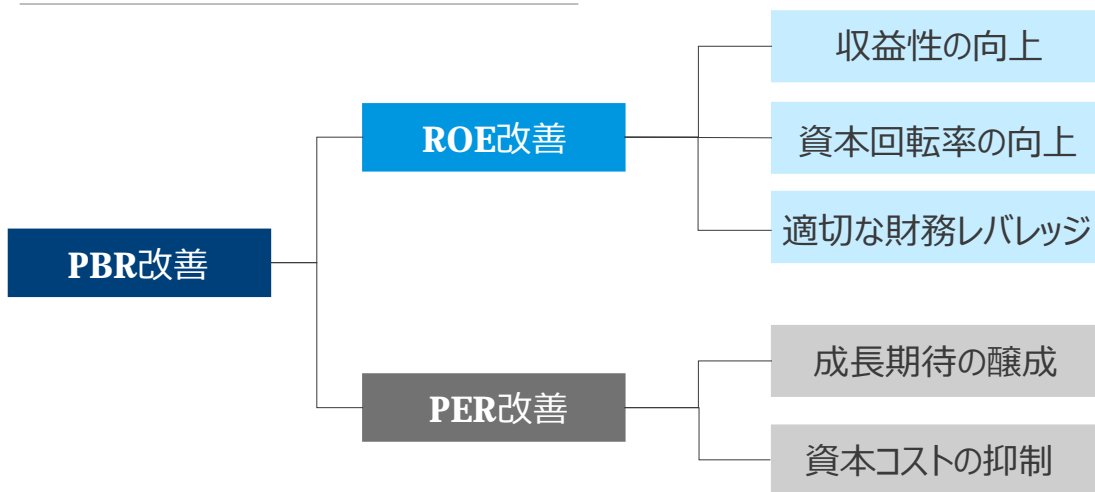 PBR改善
ROE改善
収益性の向上
資本回転率の向上
適切な財務レバレッジ
PER改善
成長期待の醸成
資本コストの抑制